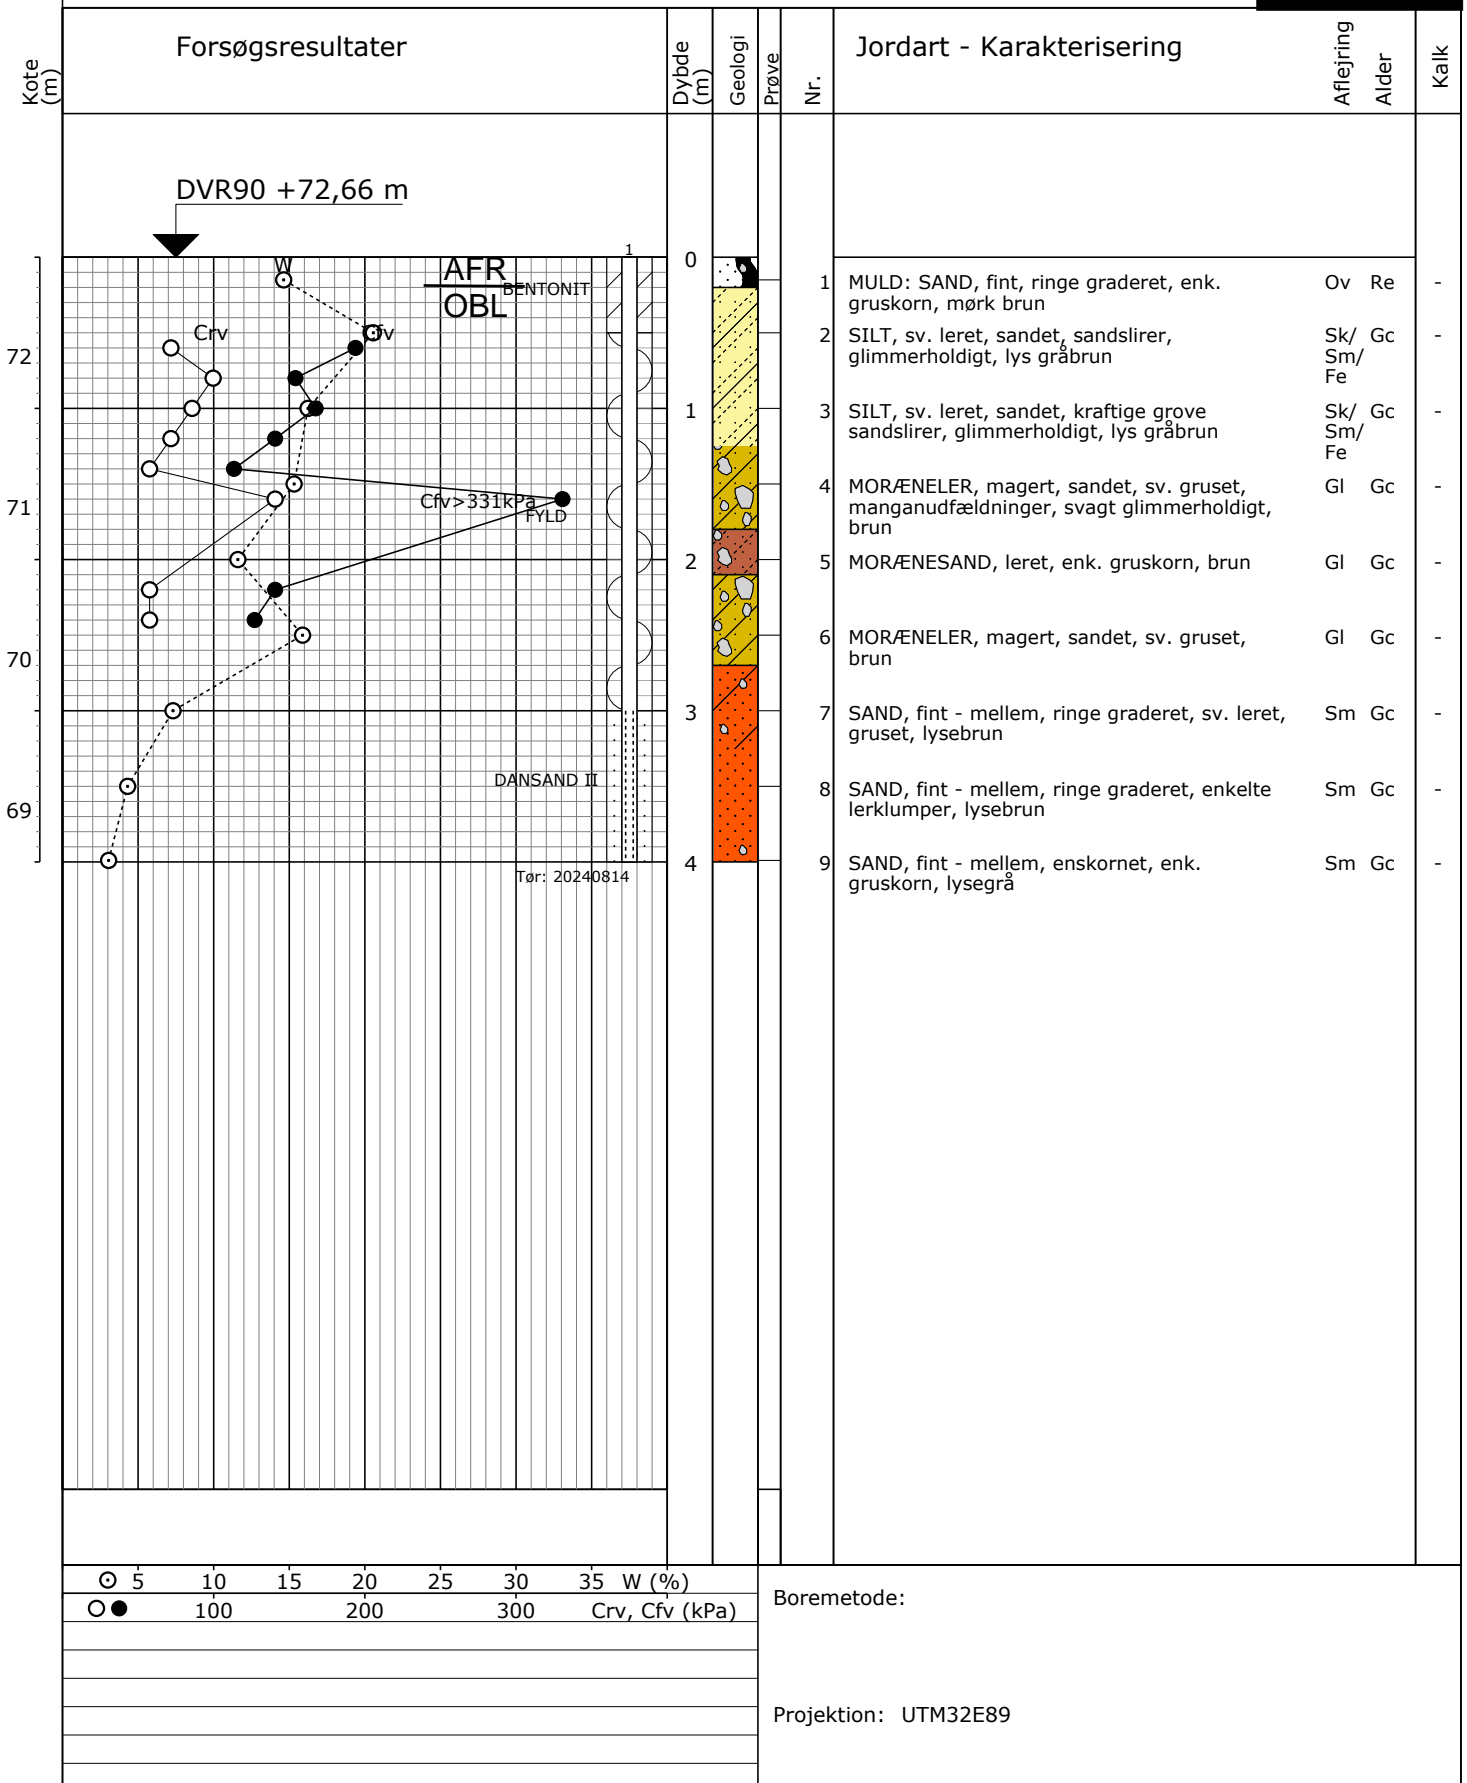 Kote (m)
Forsøgsresultater
Dybde (m)
Geologi
Prøve
Nr.
Jordart - Karakterisering
Aflejring
Alder
Kalk
DVR90 +72,66 m
1
W
AFR
BENTONIT
OBL
Crv
Cfv
Cfv>331kPa
FYLD
DANSAND II
Tør: 20240814
72
71
70
69
0
1
2
3
4
1 MULD: SAND, fint, ringe graderet, enk. Ov Re -
gruskorn, mørk brun
2 SILT, sv. leret, sandet, sandslirer, Sk/ Gc -
glimmerholdigt, lys gråbrun Sm/
Fe
3 SILT, sv. leret, sandet, kraftige grove Sk/ Gc -
sandslirer, glimmerholdigt, lys gråbrun Sm/
Fe
4 MORÆNELER, magert, sandet, sv. gruset, Gl Gc -
manganudfældninger, svagt glimmerholdigt,
brun
5 MORÆNESAND, leret, enk. gruskorn, brun Gl Gc -
6 MORÆNELER, magert, sandet, sv. gruset, Gl Gc -
brun
7 SAND, fint - mellem, ringe graderet, sv. leret, Sm Gc -
gruset, lysebrun
8 SAND, fint - mellem, ringe graderet, enkelte Sm Gc -
lerklumper, lysebrun
9 SAND, fint - mellem, enskornet, enk. Sm Gc -
gruskorn, lysegrå
5 10 15 20 25 30 35 W (%)
100 200 300 Crv, Cfv (kPa)
Boremetode:
Projektion: UTM32E89